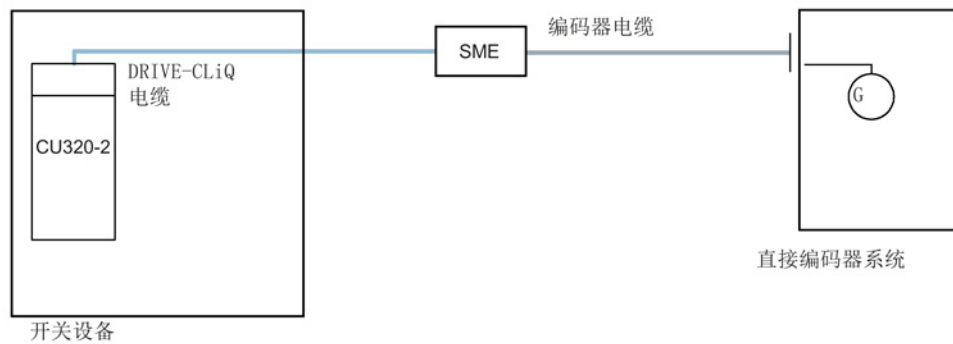 DRIVE-CLiQ
电缆
CU320-2
开关设备
SME
编码器电缆
G
直接编码器系统